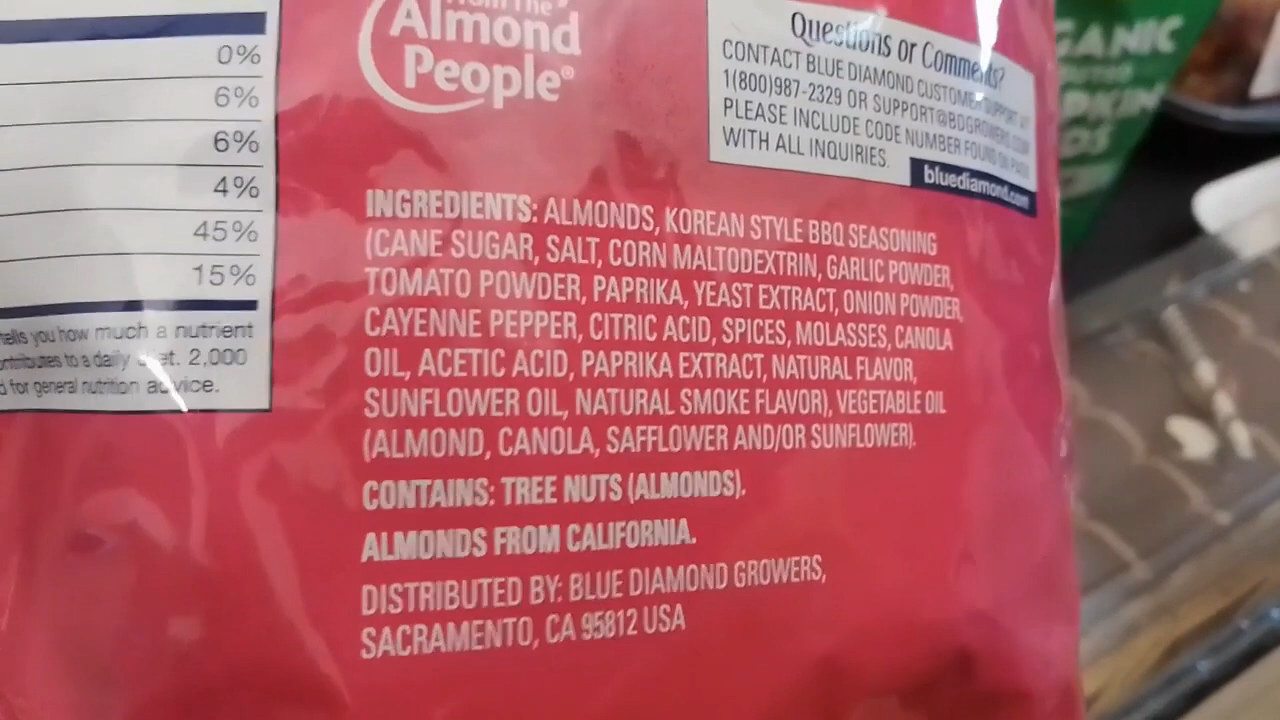 From The
Almond
People®
Questions or Comments?
CONTACT BLUE DIAMOND CUSTOMER SUPPORT AT
1(800)987-2329 OR SUPPORT@BDGROWERS.COM
PLEASE INCLUDE CODE NUMBER FOUND ON PACK
WITH ALL INQUIRIES.
bluediamond.com
0%
6%
6%
4%
45%
15%
tells you how much a nutrient
contributes to a daily diet. 2,000
for general nutrition advice.
INGREDIENTS: ALMONDS, KOREAN STYLE BBQ SEASONING
(CANE SUGAR, SALT, CORN MALTODEXTRIN, GARLIC POWDER,
TOMATO POWDER, PAPRIKA, YEAST EXTRACT, ONION POWDER,
CAYENNE PEPPER, CITRIC ACID, SPICES, MOLASSES, CANOLA
OIL, ACETIC ACID, PAPRIKA EXTRACT, NATURAL FLAVOR,
SUNFLOWER OIL, NATURAL SMOKE FLAVOR), VEGETABLE OIL
(ALMOND, CANOLA, SAFFLOWER AND/OR SUNFLOWER).
CONTAINS: TREE NUTS (ALMONDS).
ALMONDS FROM CALIFORNIA.
DISTRIBUTED BY: BLUE DIAMOND GROWERS,
SACRAMENTO, CA 95812 USA
GANIC
PKIN
DS